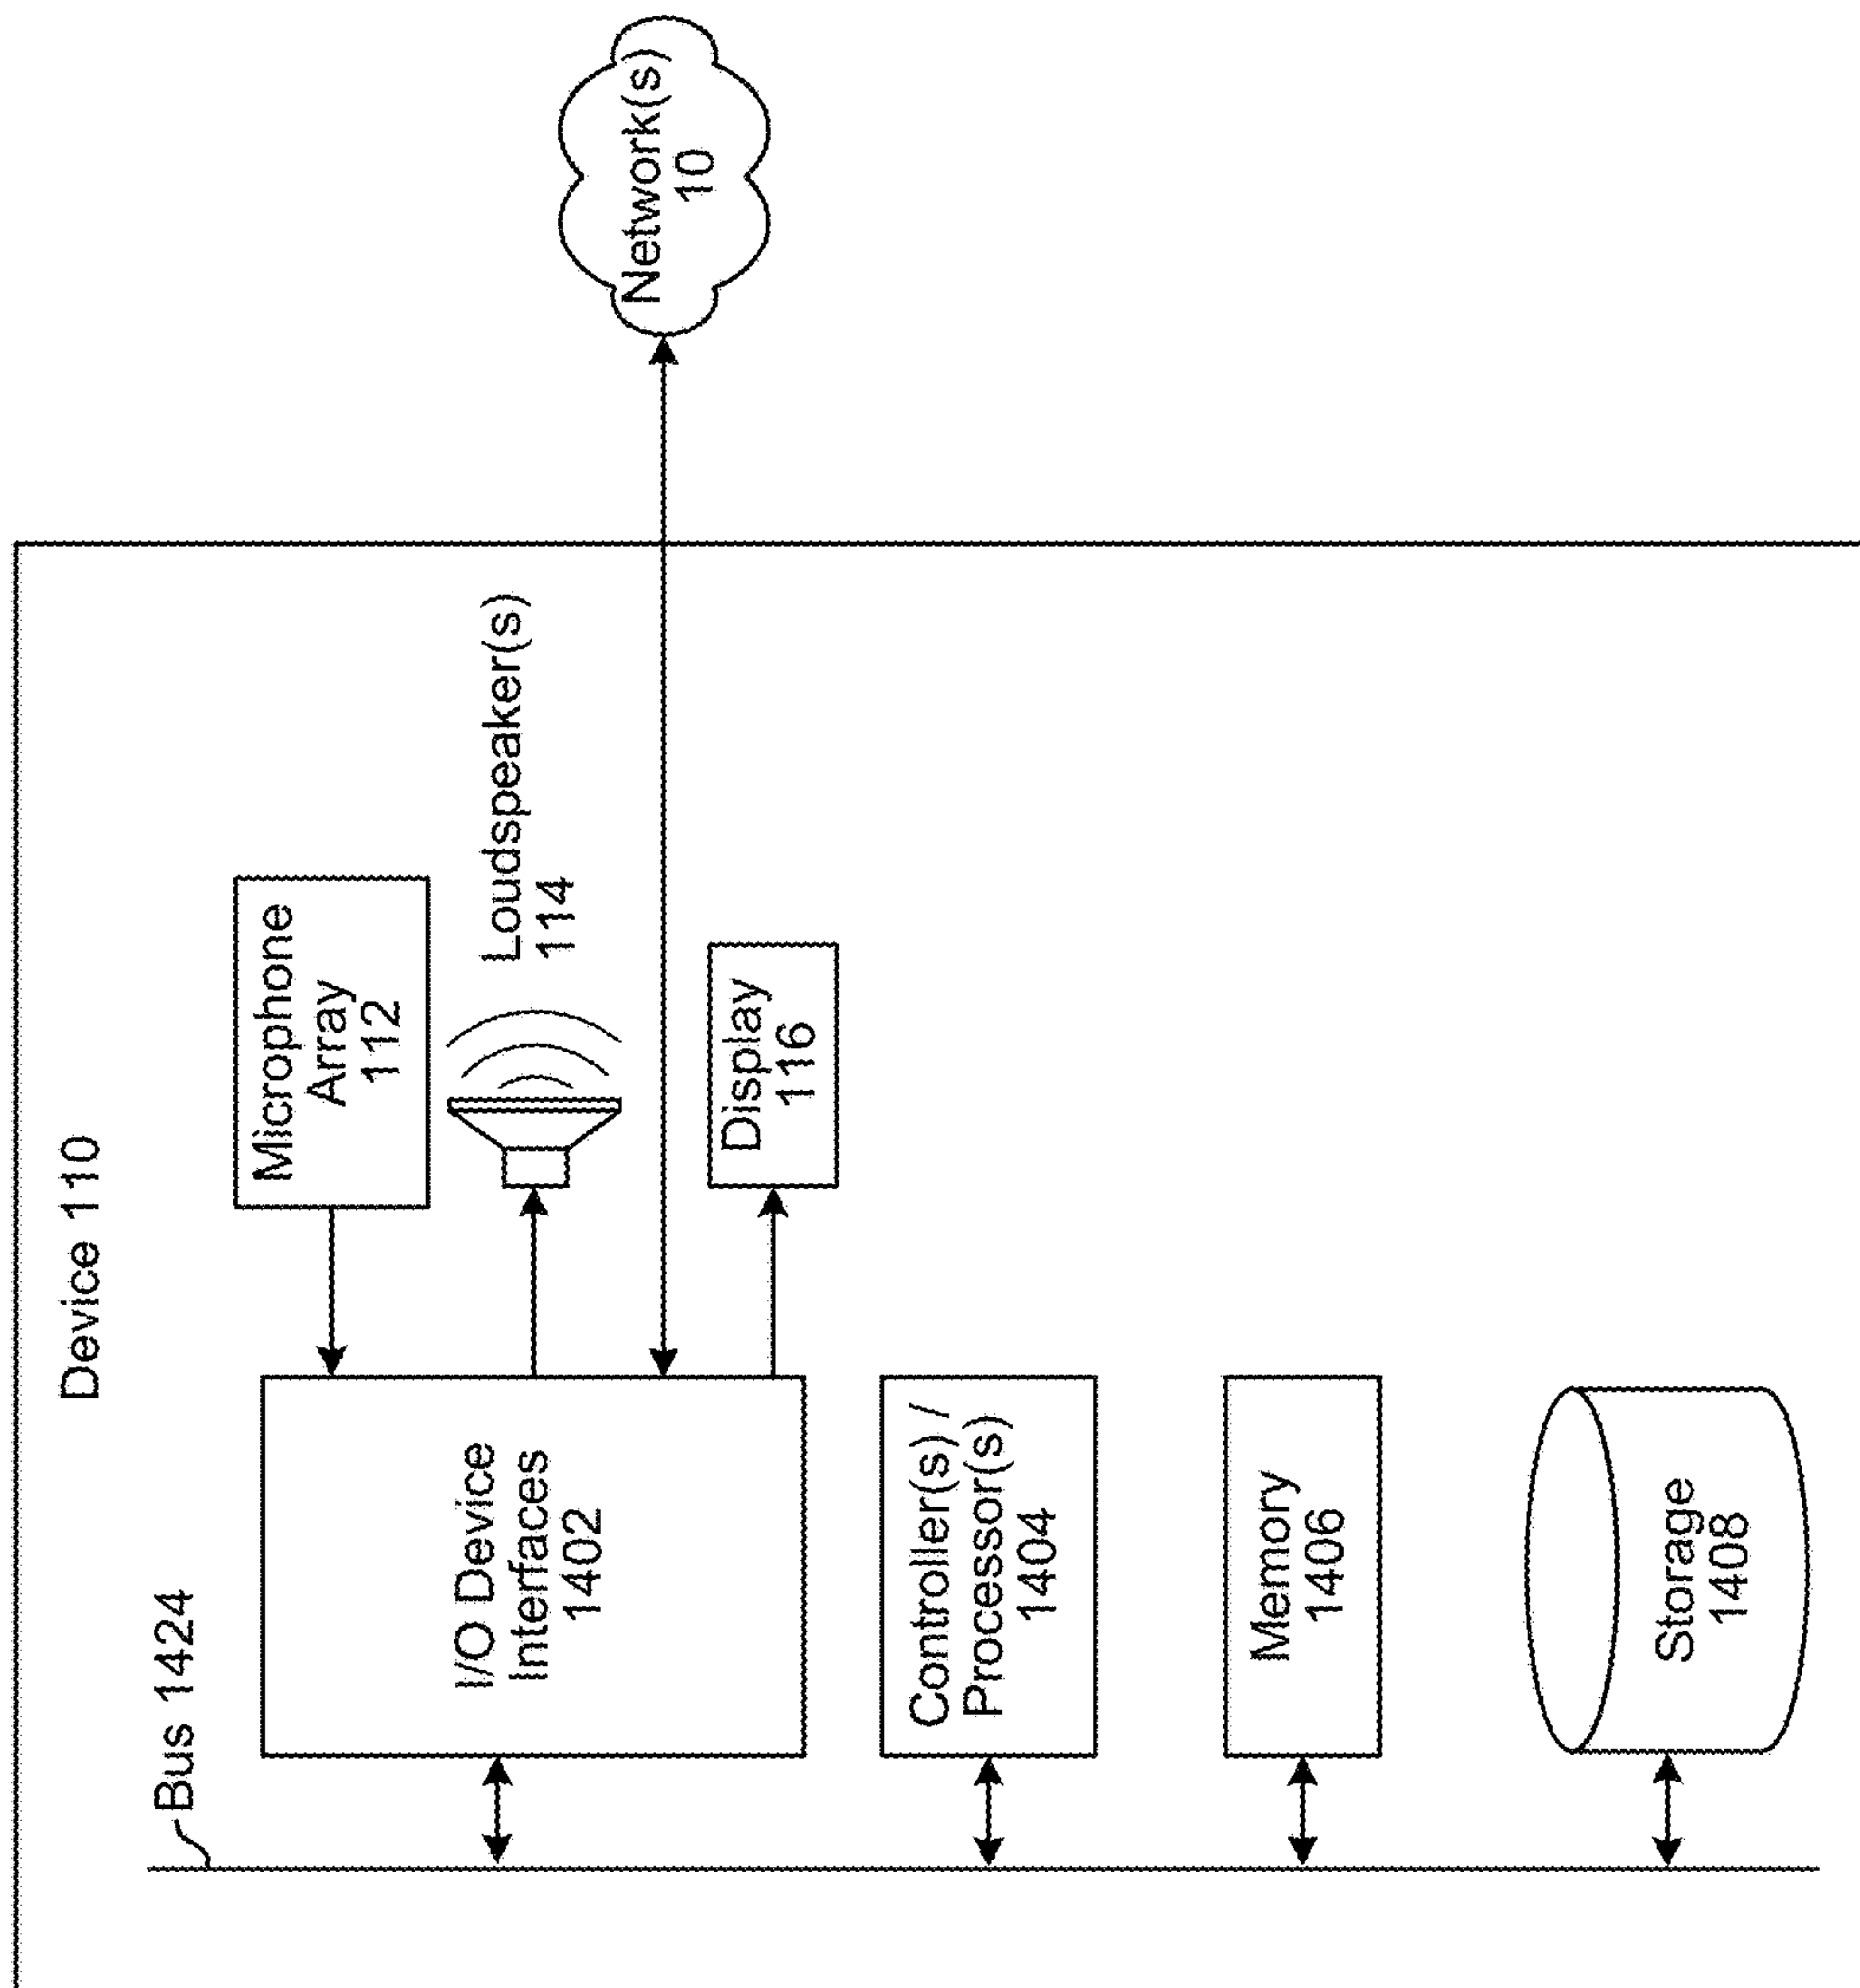 Device 110
Bus 1424
I/O Device
Interfaces
1402
Microphone
Array
112
Loudspeaker(s)
114
Network(s)
10
Display
116
Controller(s) /
Processor(s)
1404
Memory
1406
Storage
1408